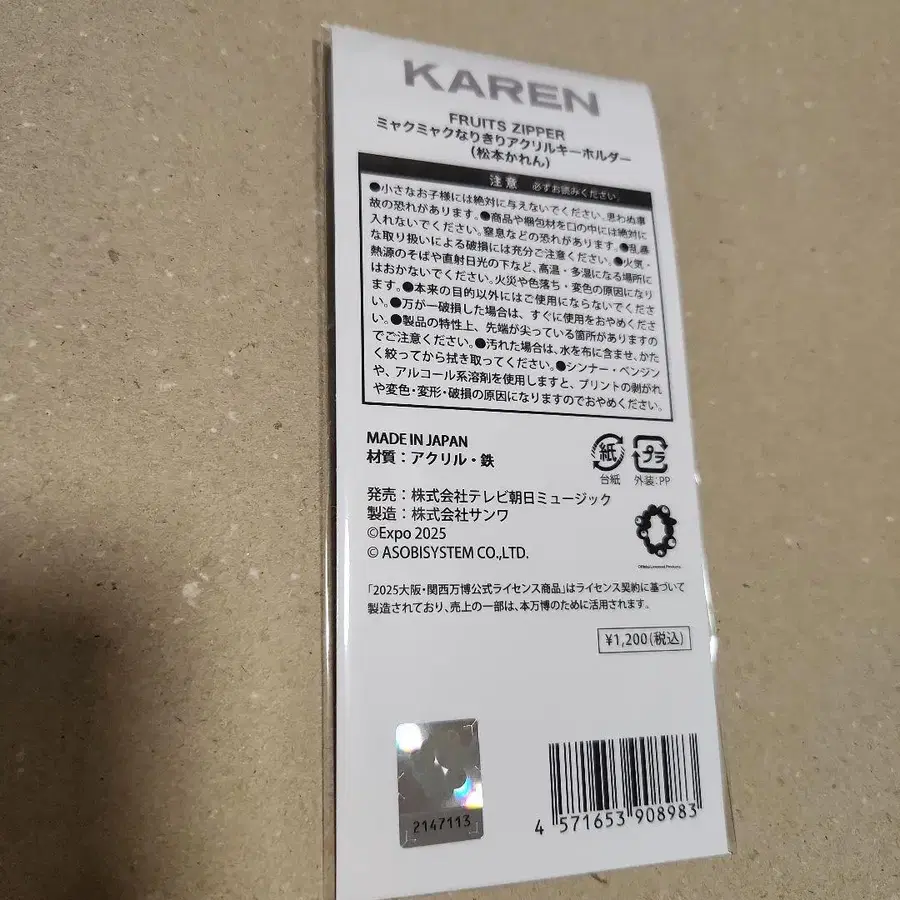 KAREN
FRUITS ZIPPER
ミャクミャクなりきりアクリルキーホルダー
(松本かれん)
注意 必ずお読みください。
●小さなお子様には絶対に与えないでください。思わぬ事
故の恐れがあります。●商品や梱包材を口の中には絶対に
入れないでください。窒息などの恐れがあります。●乱暴
な取り扱いによる破損には充分ご注意ください。●火気・
熱源のそばや直射日光の下など、高温・多湿になる場所に
はおかないでください。火災や色落ち・変色の原因になり
ます。●本来の目的以外にはご使用にならないでくださ
い。●万が一破損した場合は、すぐに使用をおやめくださ
い。●製品の特性上、先端が尖っている箇所がありますの
でご注意ください。●汚れた場合は、水を布に含ませ、かた
く絞ってから拭き取ってください。●シンナー・ベンジン
や、アルコール系溶剤を使用しますと、プリントの剥がれ
や変色・変形・破損の原因になりますのでおやめください。
MADE IN JAPAN
材質：アクリル・鉄
紙
台紙
プラ
外装：PP
発売：株式会社テレビ朝日ミュージック
製造：株式会社サンワ
©Expo 2025
© ASOBISYSTEM CO.,LTD.
Official Licensed Products
「2025大阪・関西万博公式ライセンス商品」はライセンス契約に基づいて
製造されており、売上の一部は、本万博のために活用されます。
¥1,200(税込)
2147113
4 571653 908983